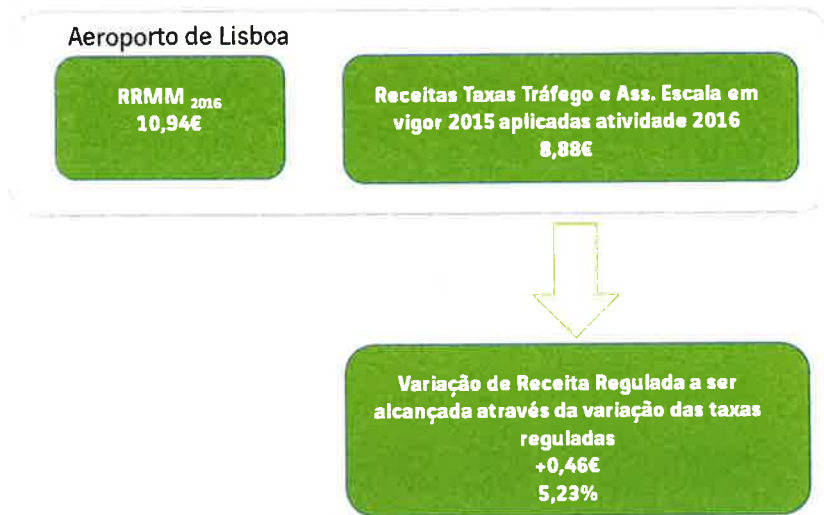 Aeroporto de Lisboa
RRMM 2016
10,94€
Receitas Taxas Tráfego e Ass. Escala em
vigor 2015 aplicadas atividade 2016
8,88€
Variação de Receita Regulada a ser
alcançada através da variação das taxas
reguladas
+0,46€
5,23%